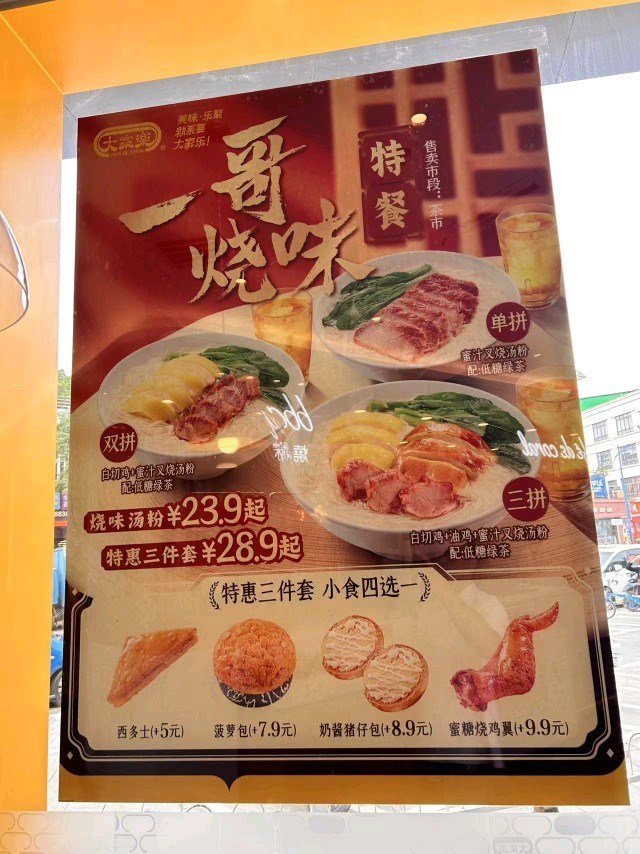 大家樂
CAFÉ DE CORAL
美味·乐聚
就系要
大家乐!
一哥
烧味
特餐
售卖市段:茶市
单拼
蜜汁叉烧汤粉
配:低糖绿茶
双拼
白切鸡+蜜汁叉烧汤粉
配:低糖绿茶
三拼
白切鸡+油鸡+蜜汁叉烧汤粉
配:低糖绿茶
烧味汤粉¥23.9起
特惠三件套¥28.9起
特惠三件套 小食四选一
西多士(+5元)
菠萝包(+7.9元)
奶酱猪仔包(+8.9元)
蜜糖烧鸡翼(+9.9元)